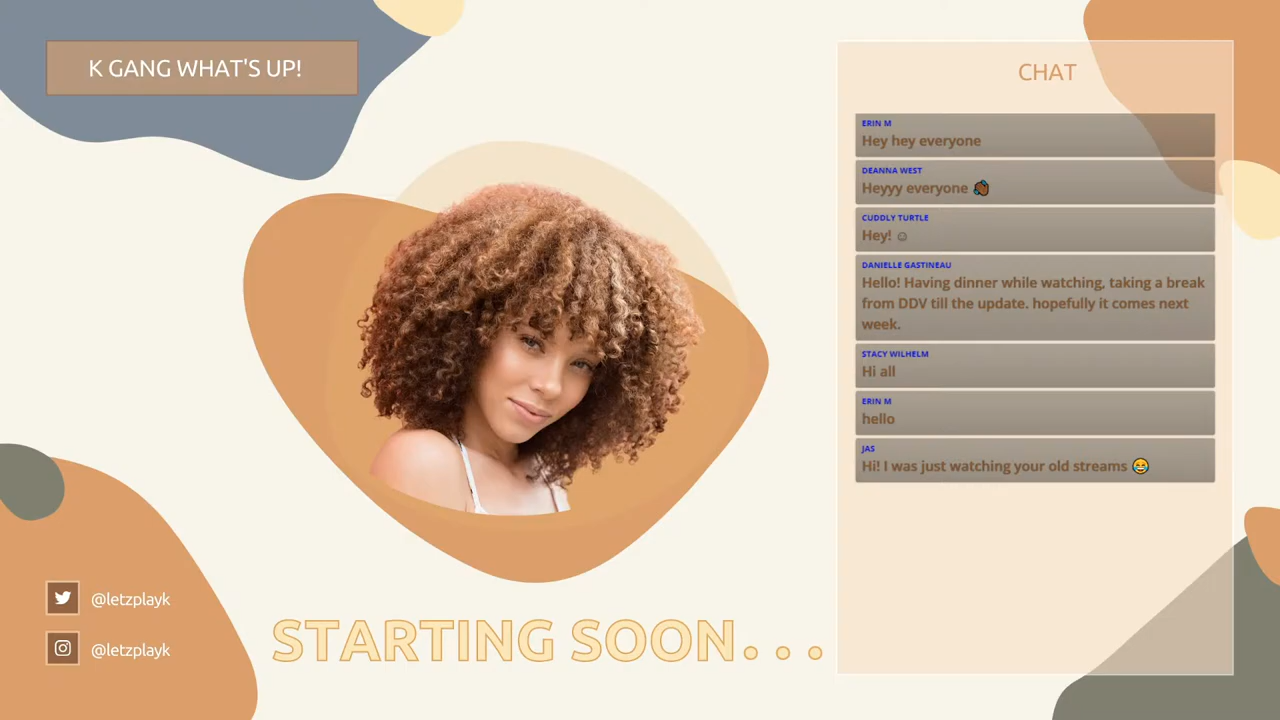 K GANG WHAT'S UP!
CHAT
ERIN M
Hey hey everyone
DEANNA WEST
Heyyy everyone 👋🏾
CUDDLY TURTLE
Hey! ☺
DANIELLE GASTINEAU
Hello! Having dinner while watching, taking a break
from DDV till the update. hopefully it comes next
week.
STACY WILHELM
Hi all
ERIN M
hello
JAS
Hi! I was just watching your old streams 😂
@letzplayk
@letzplayk
STARTING SOON...